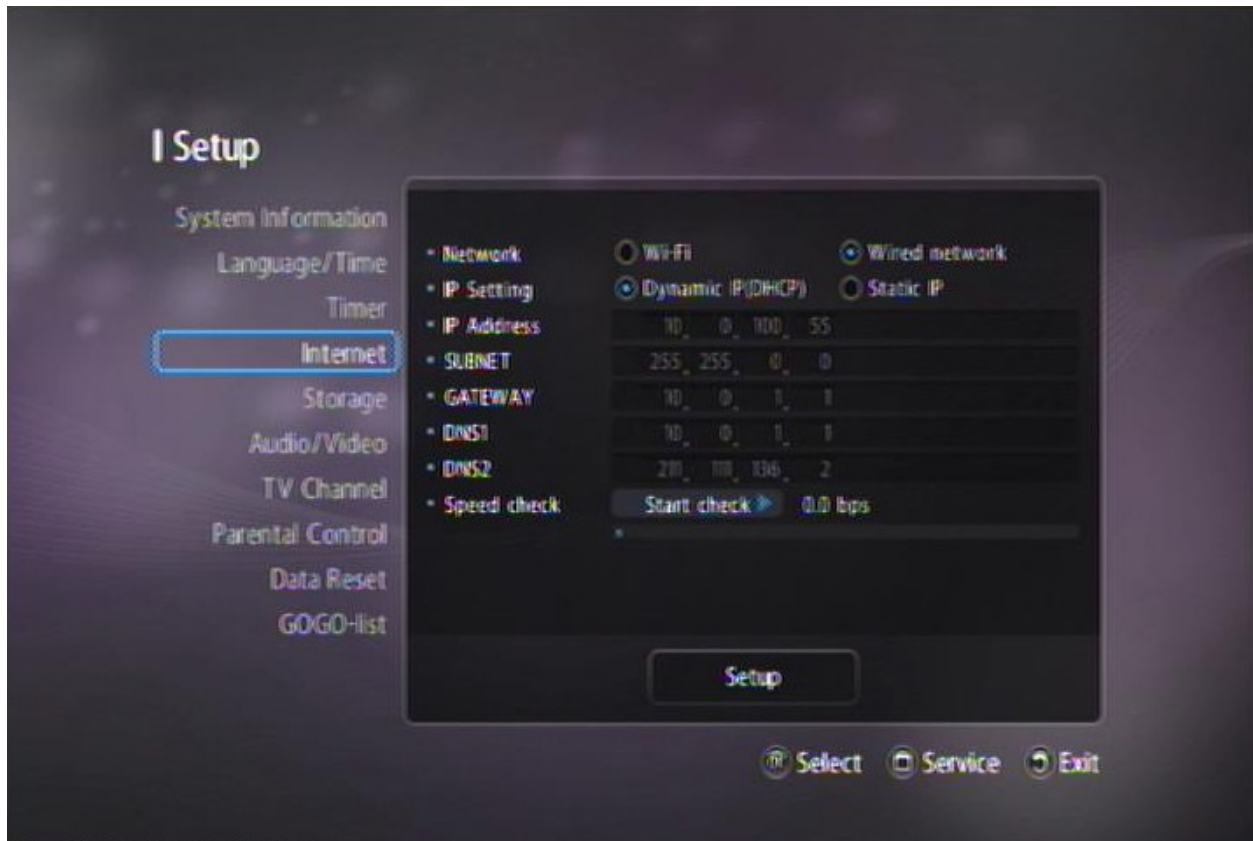 Setup
System Information
Language/Time
Timer
Internet
Storage
Audio/Video
TV Channel
Parental Control
Data Reset
GOGO-list
Network Wi-Fi Wired network
IP Setting Dynamic IP(DHCP) Static IP
IP Address 10. 0. 100. 55
SUBNET 255. 255. 0. 0
GATEWAY 10. 0. 1. 1
DNS1 10. 0. 1. 1
DNS2
Speed check Start check 0.0 bps
Setup
Select Service Exit